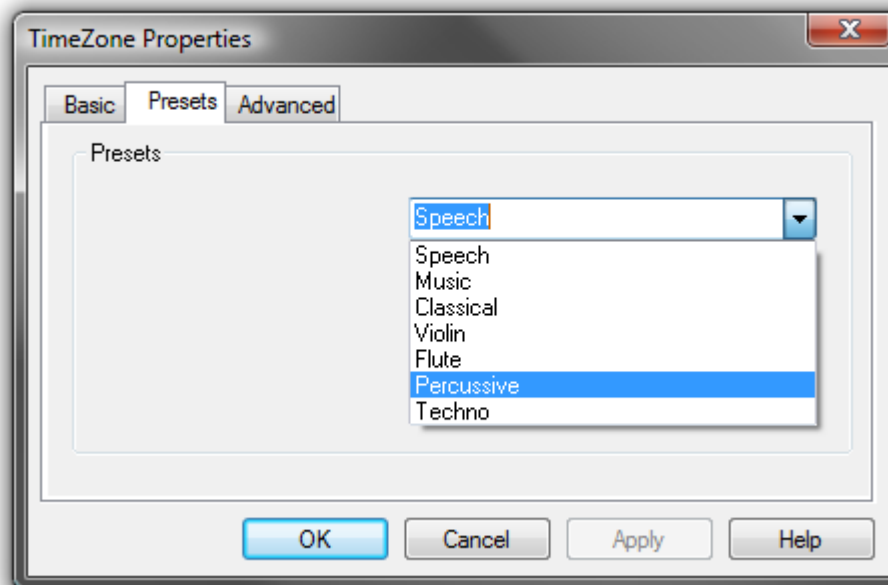 TimeZone Properties
Basic Presets Advanced
Presets
Speech
Speech
Music
Classical
Violin
Flute
Percussive
Techno
OK Cancel Apply Help